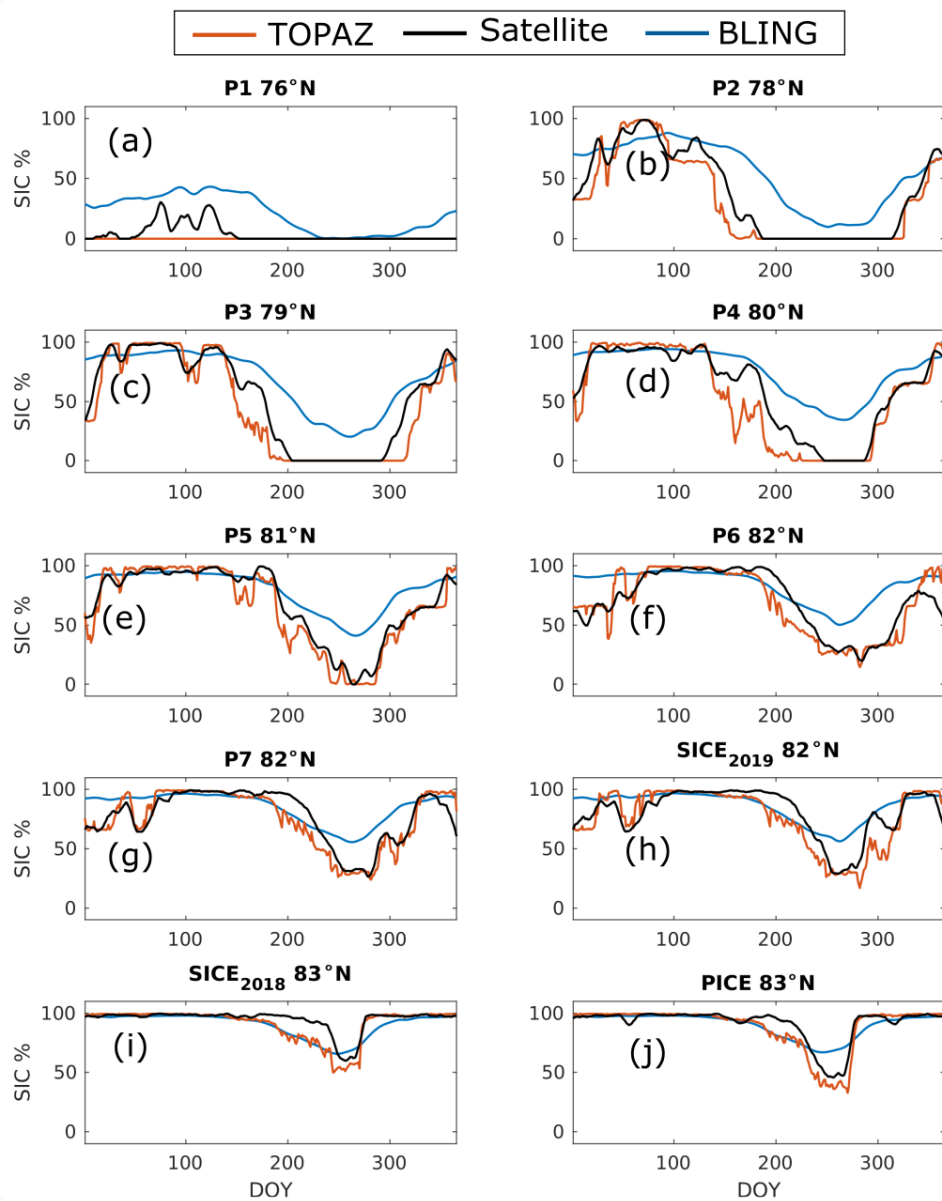 TOPAZ Satellite BLING
P1 76°N
P2 78°N
SIC %
100
50
0
(a)
100 200 300
100
50
0
(b)
100 200 300
P3 79°N
P4 80°N
SIC %
100
50
0
(c)
100 200 300
100
50
0
(d)
100 200 300
P5 81°N
P6 82°N
SIC %
100
50
0
(e)
100 200 300
100
50
0
(f)
100 200 300
P7 82°N
SICE2019 82°N
SIC %
100
50
0
(g)
100 200 300
100
50
0
(h)
100 200 300
SICE2018 83°N
PICE 83°N
SIC %
100
50
0
(i)
100 200 300
DOY
100
50
0
(j)
100 200 300
DOY